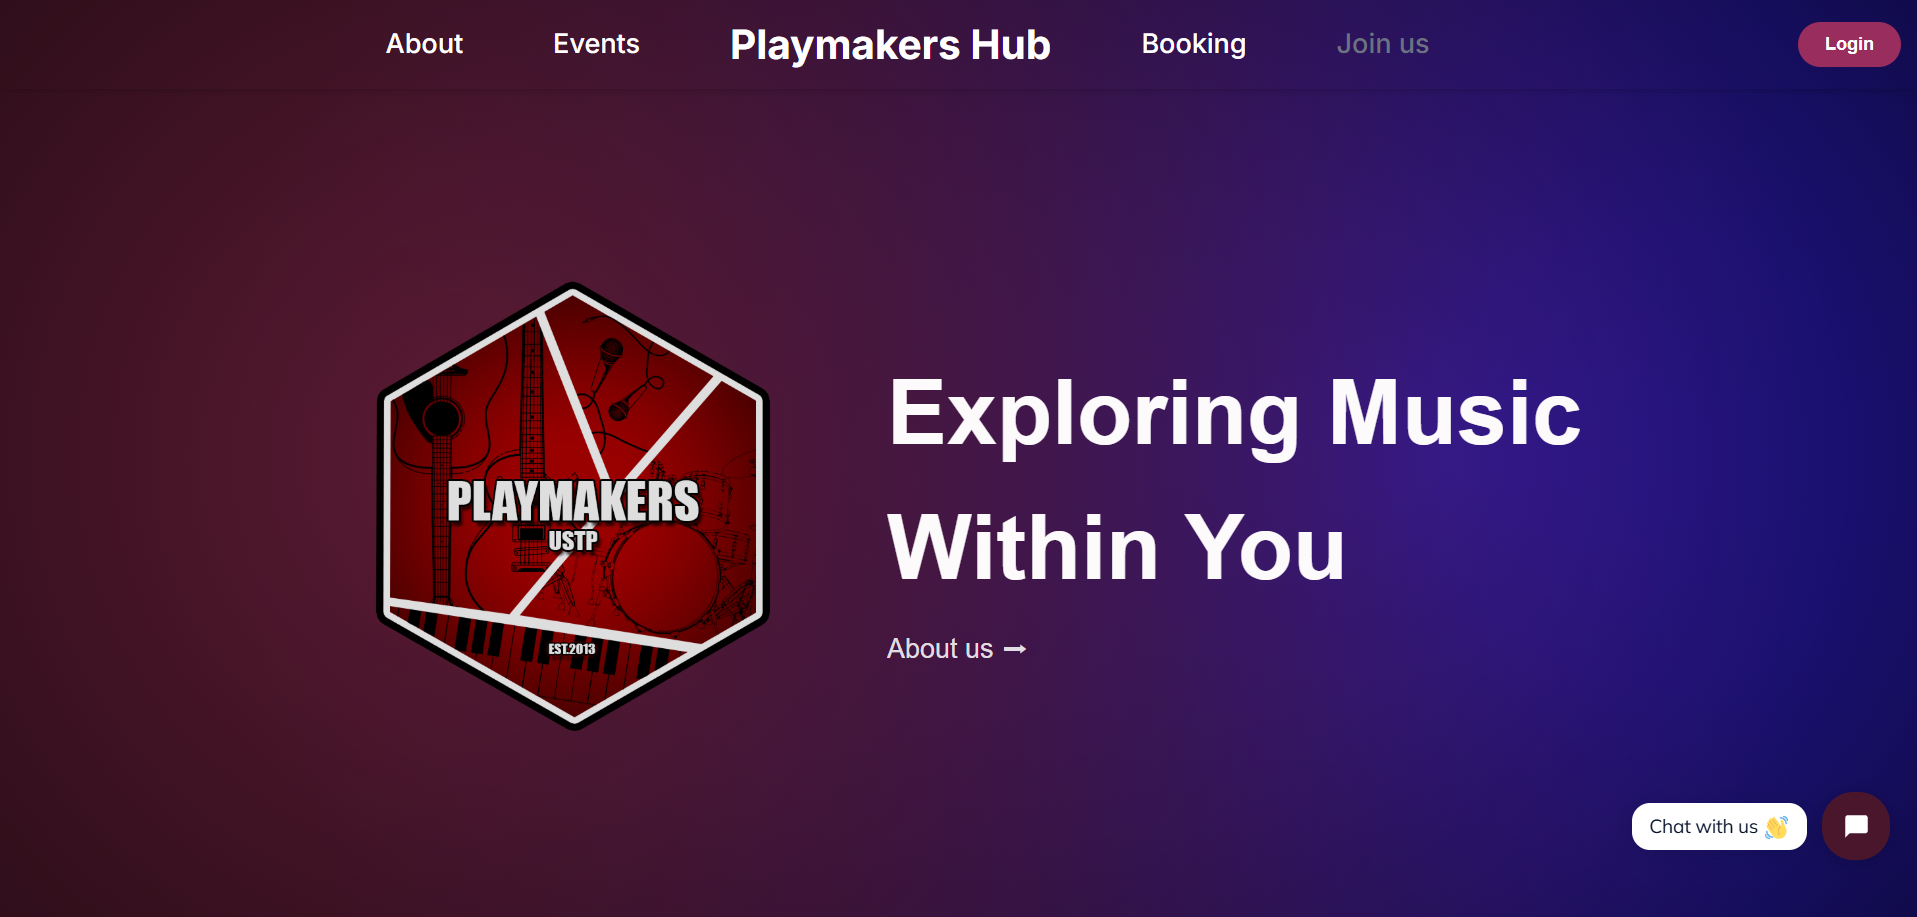 About
Events
Playmakers Hub
Booking
Join us
Login
PLAYMAKERS
USTP
EST.2013
Exploring Music
Within You
About us ➞
Chat with us 👋